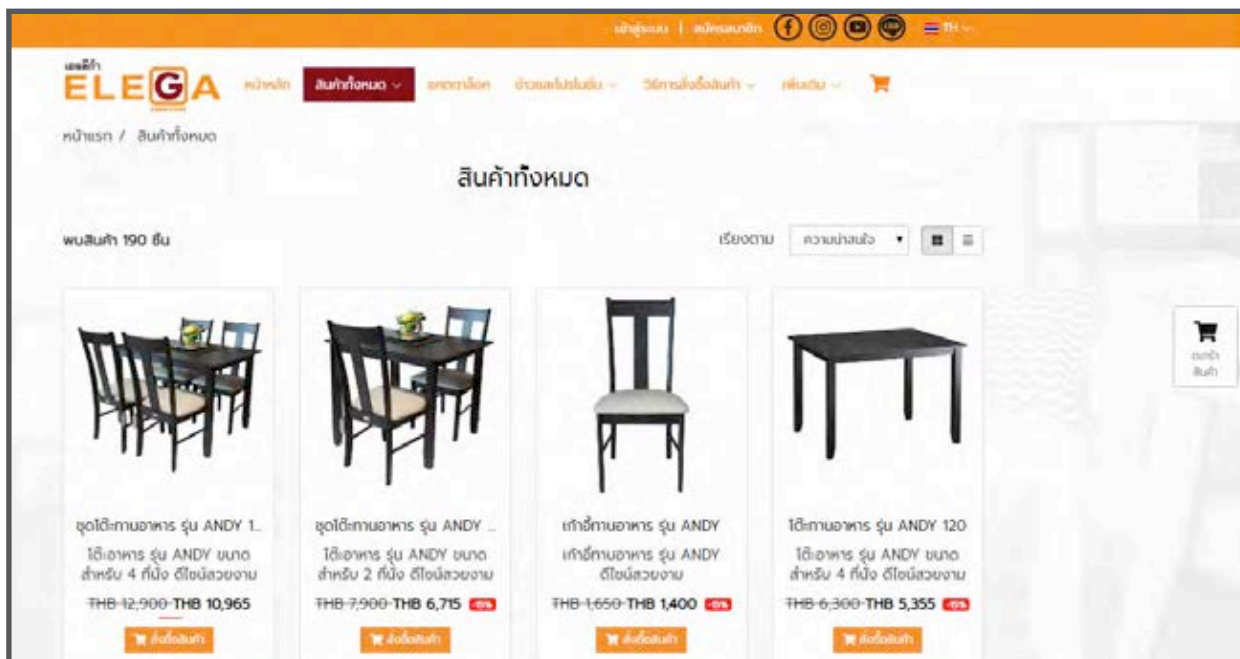 เข้าสู่ระบบ | สมัครสมาชิก LINE TH
เอลลีก้า
ELEGA หน้าหลัก สินค้าทั้งหมด แคตตาล็อก ข่าวและโปรโมชั่น วิธีการสั่งซื้อสินค้า เพิ่มเติม
หน้าแรก / สินค้าทั้งหมด
สินค้าทั้งหมด
พบสินค้า 190 ชิ้น เรียงตาม ความน่าสนใจ
ตะกร้า
สินค้า
ชุดโต๊ะทานอาหาร รุ่น ANDY 1...
โต๊ะอาหาร รุ่น ANDY ขนาด
สำหรับ 4 ที่นั่ง ดีไซน์สวยงาม
THB 12,900 THB 10,965
สั่งซื้อสินค้า
ชุดโต๊ะทานอาหาร รุ่น ANDY ...
โต๊ะอาหาร รุ่น ANDY ขนาด
สำหรับ 2 ที่นั่ง ดีไซน์สวยงาม
THB 7,900 THB 6,715 -15%
สั่งซื้อสินค้า
เก้าอี้ทานอาหาร รุ่น ANDY
เก้าอี้ทานอาหาร รุ่น ANDY
ดีไซน์สวยงาม
THB 1,650 THB 1,400 -15%
สั่งซื้อสินค้า
โต๊ะทานอาหาร รุ่น ANDY 120
โต๊ะอาหาร รุ่น ANDY ขนาด
สำหรับ 4 ที่นั่ง ดีไซน์สวยงาม
THB 6,300 THB 5,355 -15%
สั่งซื้อสินค้า